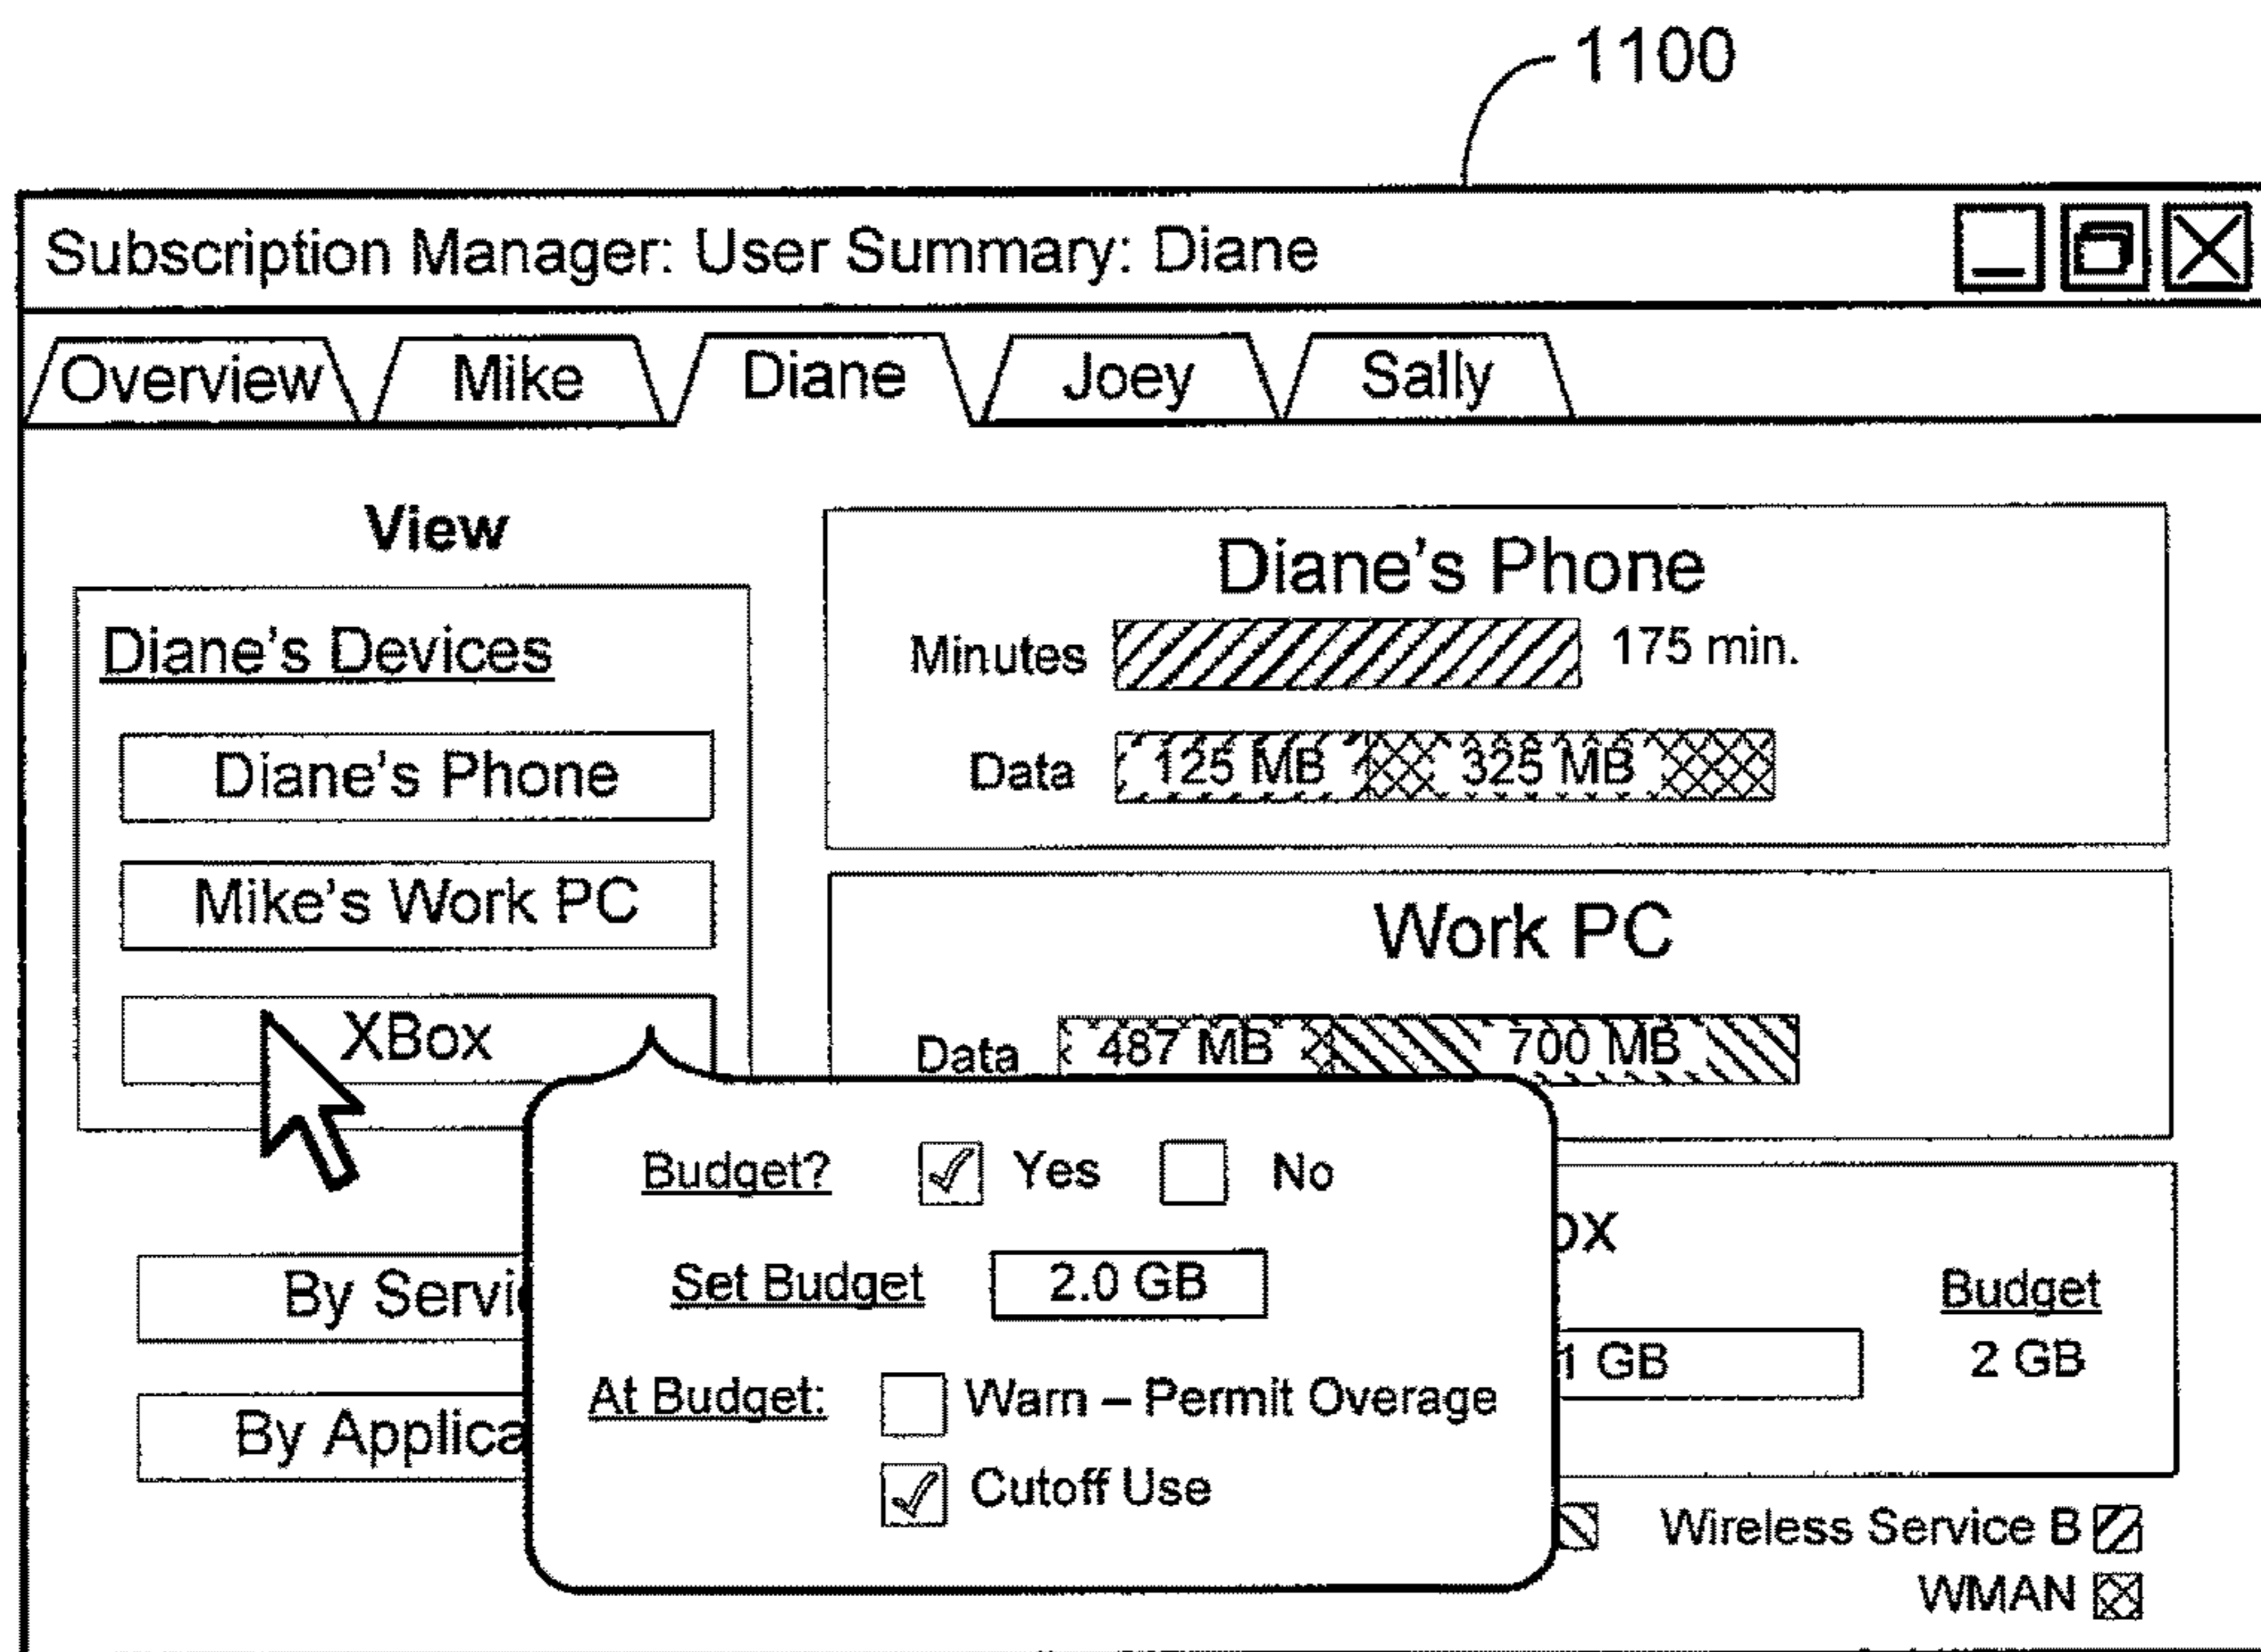 1100
Subscription Manager: User Summary: Diane
Overview Mike Diane Joey Sally
View
Diane's Devices
Diane's Phone
Mike's Work PC
XBox
By
By
Diane's Phone
Minutes 175 min.
Data 125 MB 325 MB
Work PC
Data 487 MB 700 MB
Budget? Yes No
Set Budget 2.0 GB
At Budget: Warn – Permit Overage
Cutoff Use
Budget
GB 2 GB
Wireless Service B
WMAN